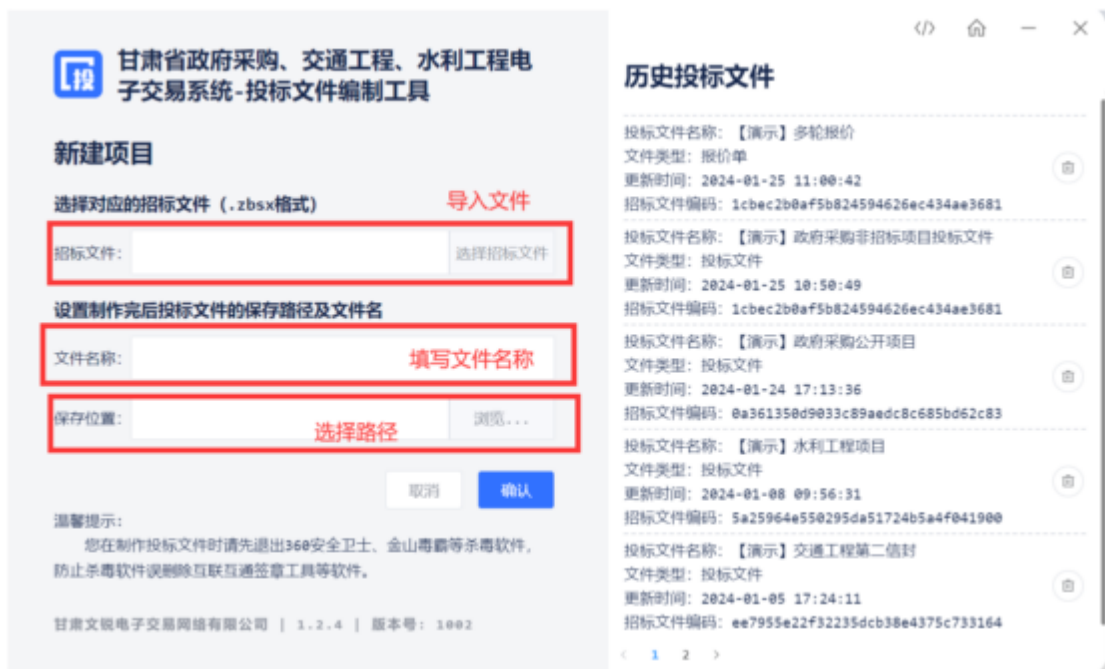 投
甘肃省政府采购、交通工程、水利工程电
子交易系统-投标文件编制工具
新建项目
选择对应的招标文件（.zbsx格式）
导入文件
招标文件：
选择招标文件
设置制作完后投标文件的保存路径及文件名
文件名称：
填写文件名称
保存位置：
浏览...
选择路径
取消
确认
温馨提示：
您在制作投标文件时请先退出360安全卫士、金山毒霸等杀毒软件，
防止杀毒软件误删除互联互通签章工具等软件。
甘肃文锐电子交易网络有限公司 | 1.2.4 | 版本号：1002
历史投标文件
投标文件名称：【演示】多轮报价
文件类型：报价单
更新时间：2024-01-25 11:00:42
招标文件编码：1cbec2b0af5b824594626ec434ae3681
投标文件名称：【演示】政府采购非招标项目投标文件
文件类型：投标文件
更新时间：2024-01-25 10:50:49
招标文件编码：1cbec2b0af5b824594626ec434ae3681
投标文件名称：【演示】政府采购公开项目
文件类型：投标文件
更新时间：2024-01-24 17:13:36
招标文件编码：0a361350d9033c89aedc8c685bd62c83
投标文件名称：【演示】水利工程项目
文件类型：投标文件
更新时间：2024-01-08 09:56:31
招标文件编码：5a25964e550295da51724b5a4f041900
投标文件名称：【演示】交通工程第二信封
文件类型：投标文件
更新时间：2024-01-05 17:24:11
招标文件编码：ee7955e22f32235dcb38e4375c733164
1 2